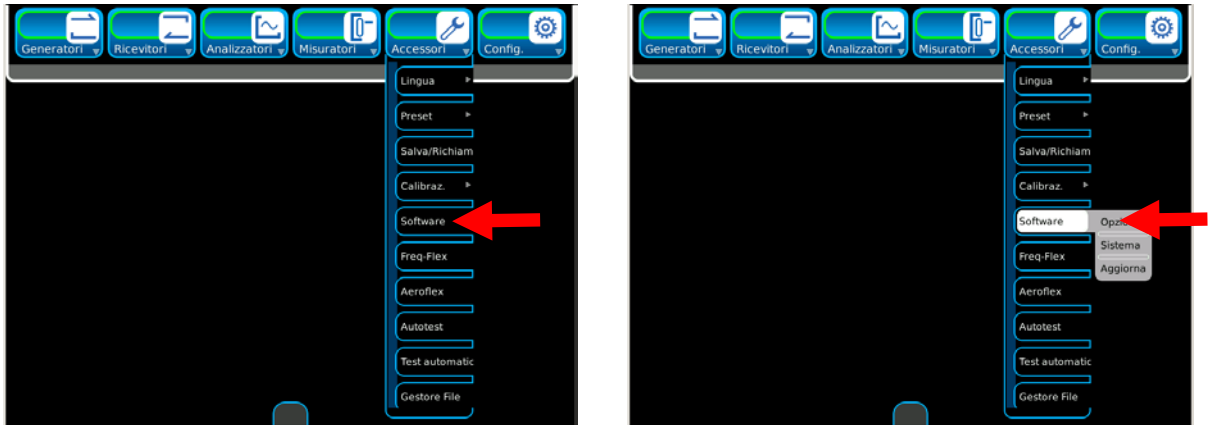 Generatori Ricevitori Analizzatori Misuratori Accessori Config.
Lingua
Preset
Salva/Richiam
Calibraz.
Software
Freq-Flex
Aeroflex
Autotest
Test automatic
Gestore File
Generatori Ricevitori Analizzatori Misuratori Accessori Config.
Lingua
Preset
Salva/Richiam
Calibraz.
Software
Sistema
Aggiorna
Freq-Flex
Aeroflex
Autotest
Test automatic
Gestore File